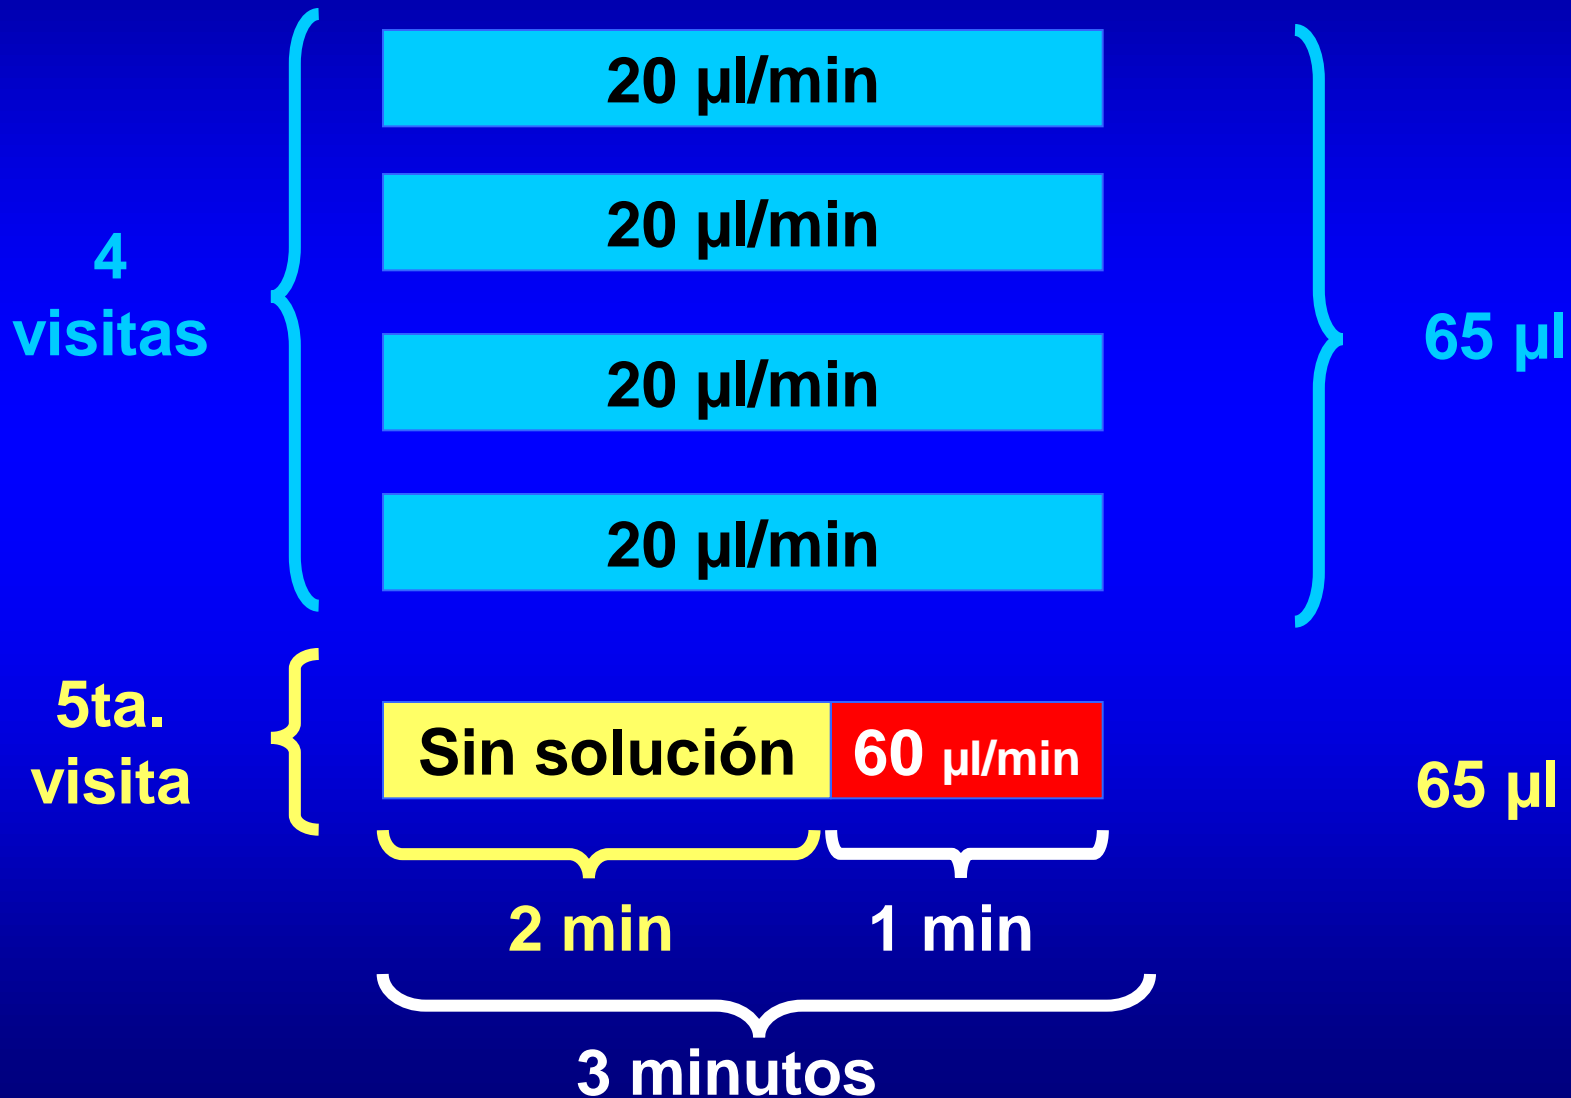 20 µl/min
20 µl/min
4
visitas
65 µl
20 µl/min
20 µl/min
5ta.
visita
Sin solución
60 µl/min
65 µl
2 min
1 min
3 minutos